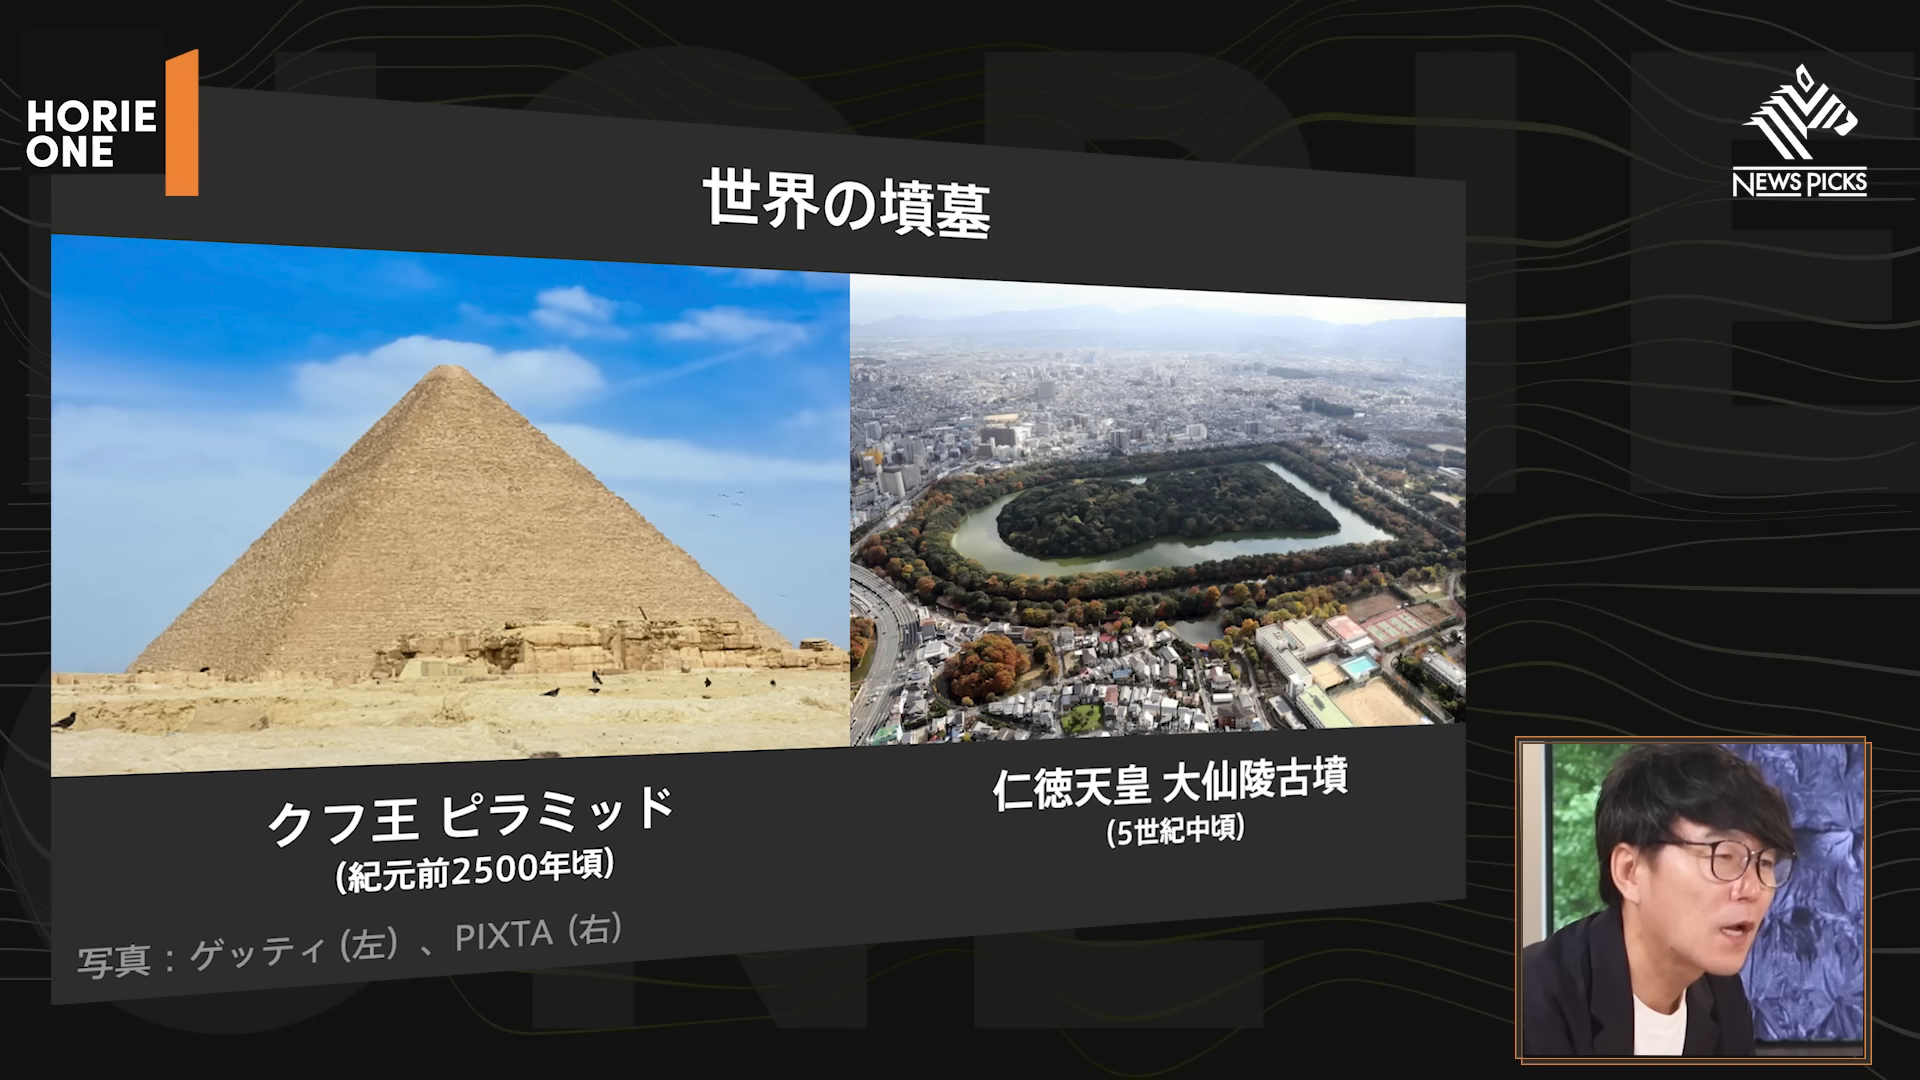 HORIE
ONE
NEWS PICKS
世界の墳墓
クフ王 ピラミッド
(紀元前2500年頃)
仁徳天皇 大仙陵古墳
(5世紀中頃)
写真：ゲッティ（左）、PIXTA（右）